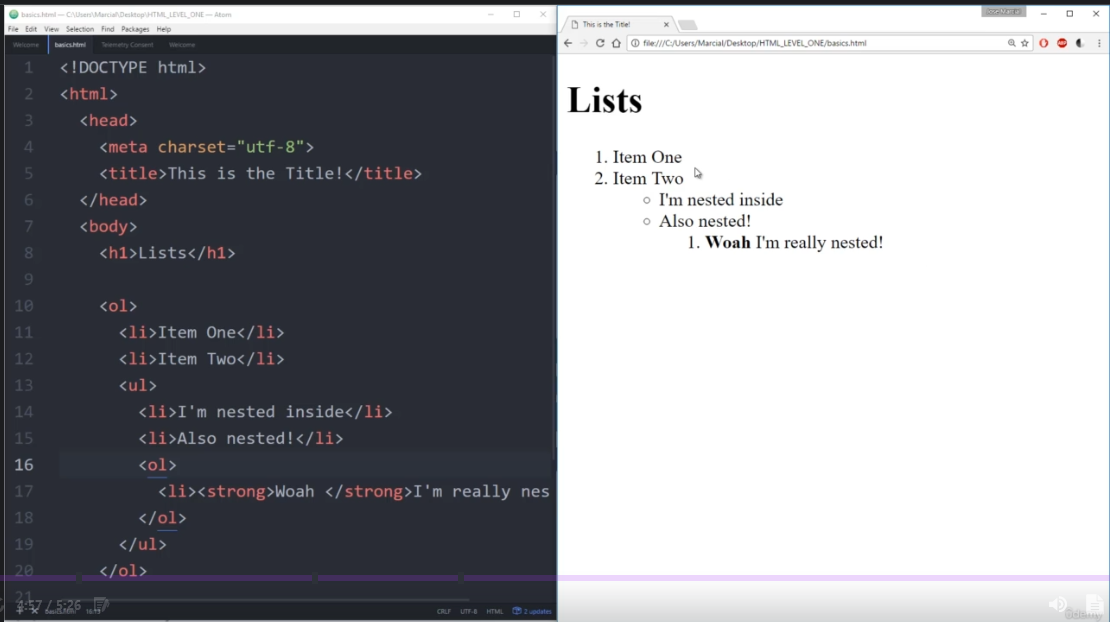 basics.html — C:\Users\Marcial\Desktop\HTML_LEVEL_ONE — Atom
File Edit View Selection Find Packages Help
Welcome basics.html Telemetry Consent Welcome
1 <!DOCTYPE html>
2 <html>
3 <head>
4 <meta charset="utf-8">
5 <title>This is the Title!</title>
6 </head>
7 <body>
8 <h1>Lists</h1>
9
10 <ol>
11 <li>Item One</li>
12 <li>Item Two</li>
13 <ul>
14 <li>I'm nested inside</li>
15 <li>Also nested!</li>
16 <ol>
17 <li><strong>Woah </strong>I'm really nes
18 </ol>
19 </ul>
20 </ol>
21
4:57 / 5:26
basics.html 16:13 CRLF UTF-8 HTML 2 updates
This is the Title!
file:///C:/Users/Marcial/Desktop/HTML_LEVEL_ONE/basics.html
Lists
1. Item One
2. Item Two
I'm nested inside
Also nested!
1. Woah I'm really nested!
Udemy